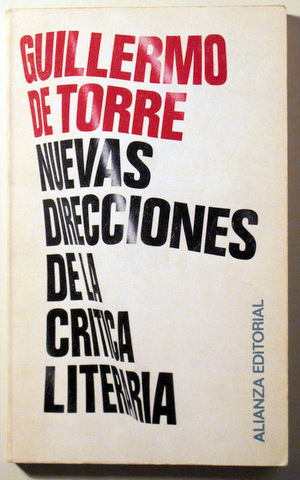 GUILLERMO
DE TORRE
NUEVAS
DIRECCIONES
DE LA
CRITICA
LITERARIA
ALIANZA EDITORIAL